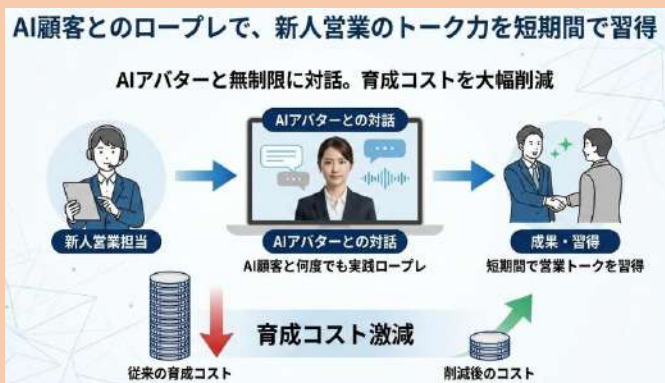 AI顧客とのロープレで、新人営業のトーク力を短期間で習得
AIアバターと無制限に対話。育成コストを大幅削減
AIアバターとの対話
新人営業担当
AIアバターとの対話
AI顧客と何度でも実践ロープレ
成果・習得
短期間で営業トークを習得
育成コスト激減
従来の育成コスト
削減後のコスト